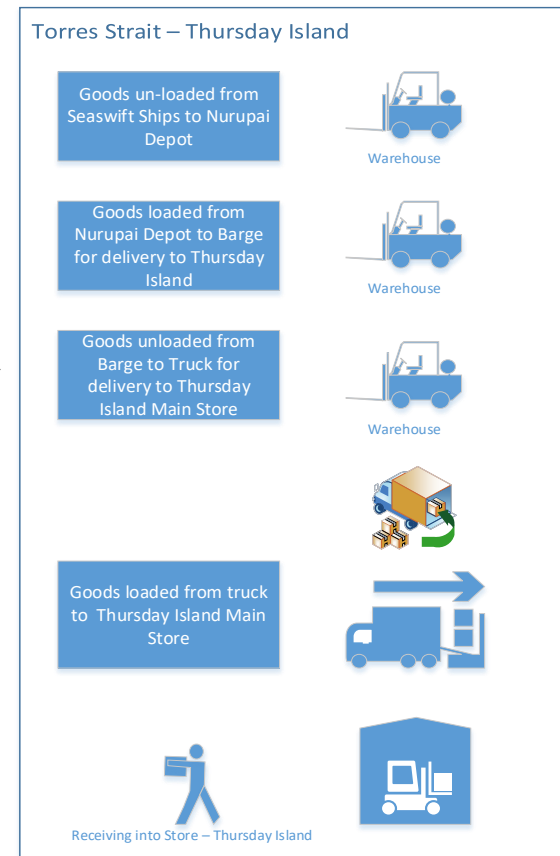 Torres Strait – Thursday Island
Goods un-loaded from
Seaswift Ships to Nurupai
Depot
Warehouse
Goods loaded from
Nurupai Depot to Barge
for delivery to Thursday
Island
Warehouse
Goods unloaded from
Barge to Truck for
delivery to Thursday
Island Main Store
Warehouse
Goods loaded from truck
to Thursday Island Main
Store
Receiving into Store – Thursday Island